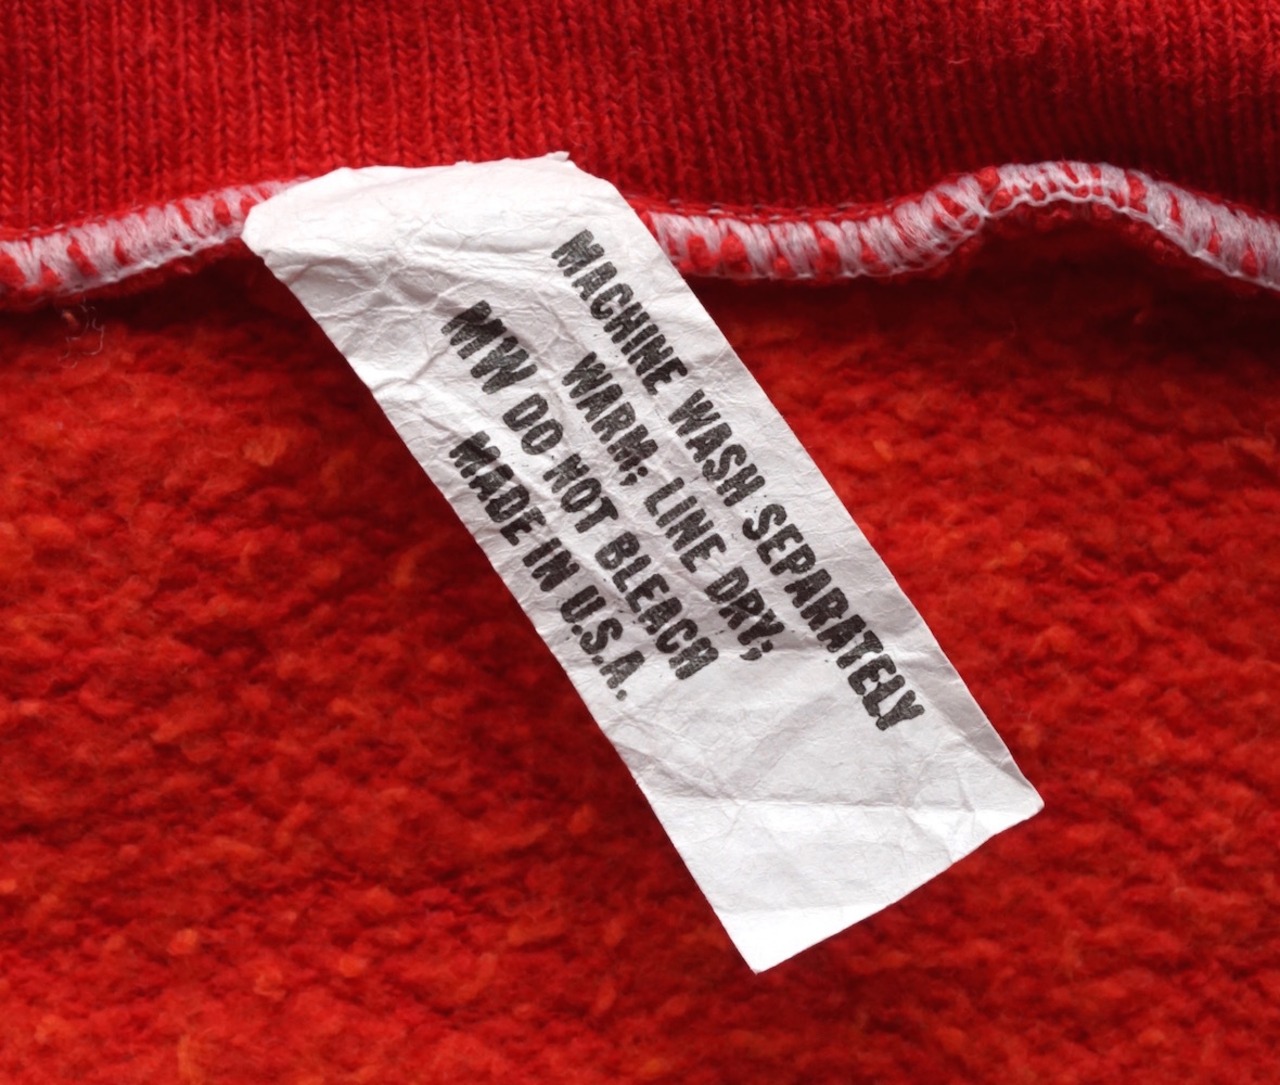 MACHINE WASH SEPARATELY
WARM; LINE DRY;
MW DO NOT BLEACH
MADE IN U.S.A.